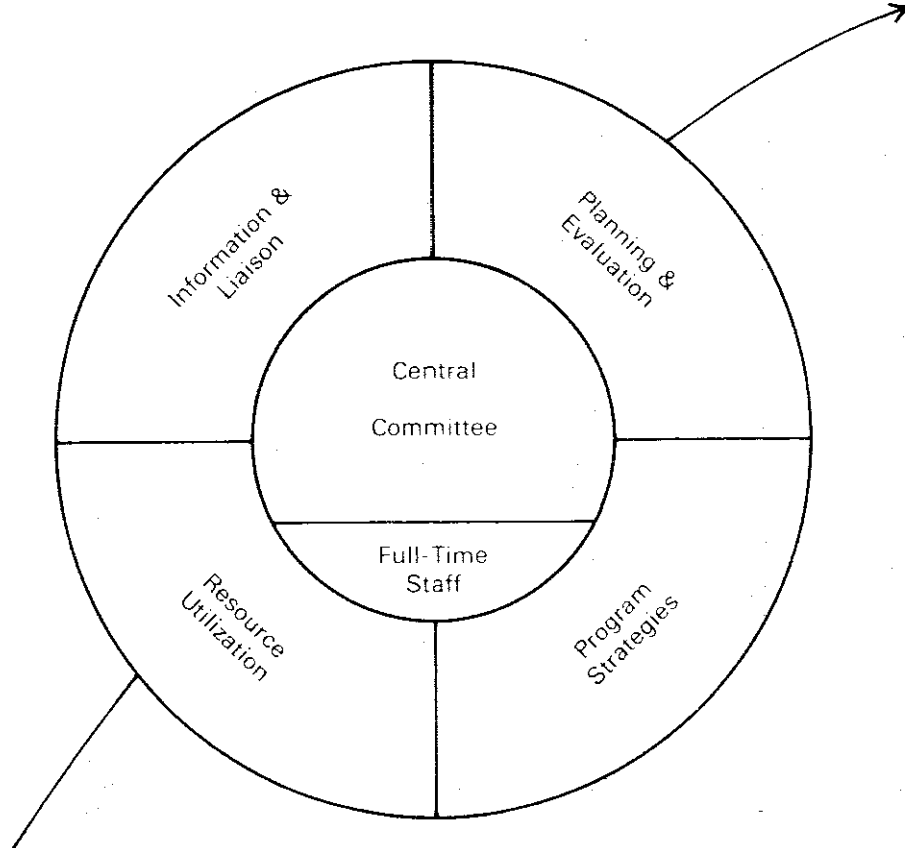 Information &
Liaison
Planning &
Evaluation
Central
Committee
Full-Time
Staff
Resource
Utilization
Program
Strategies